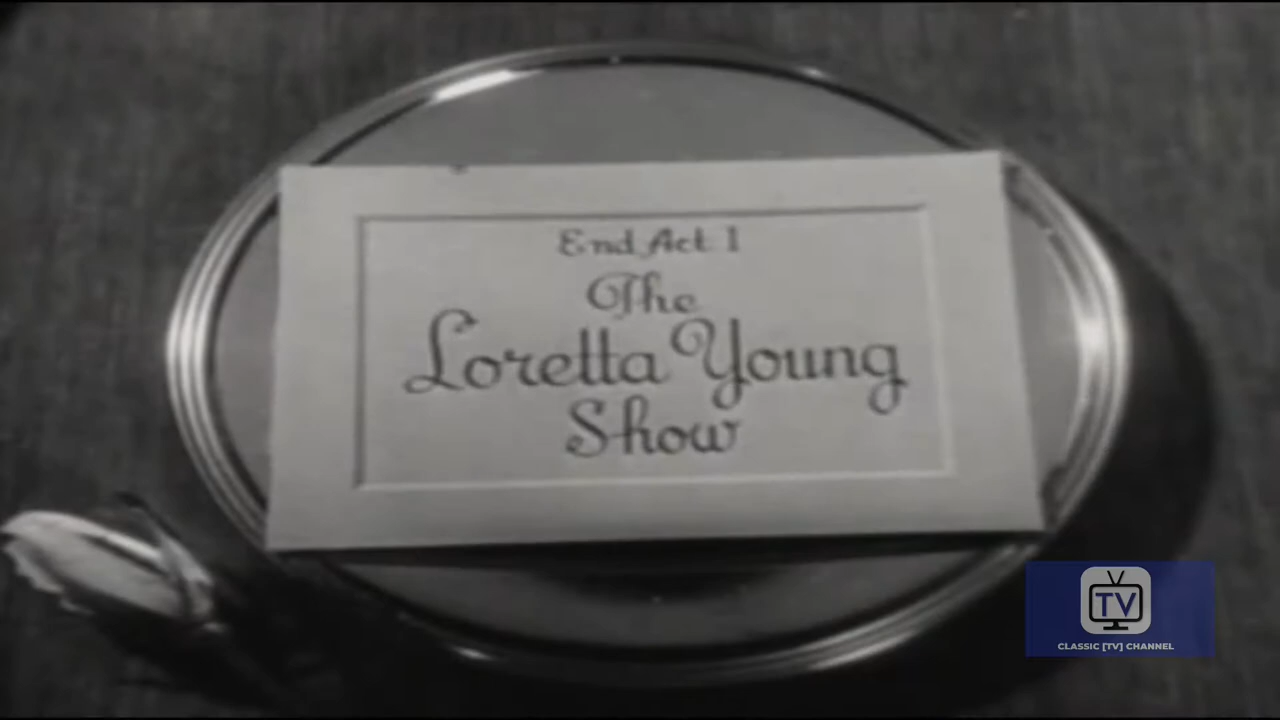 End Act 1
The
Loretta Young
Show
TV
CLASSIC [TV] CHANNEL